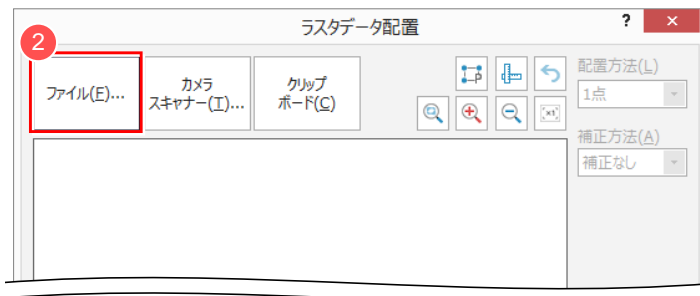 ラスタデータ配置
?
2
ファイル(F)...
カメラ
スキャナー(T)...
クリップ
ボード(C)
P
×1
配置方法(L)
1点
補正方法(A)
補正なし